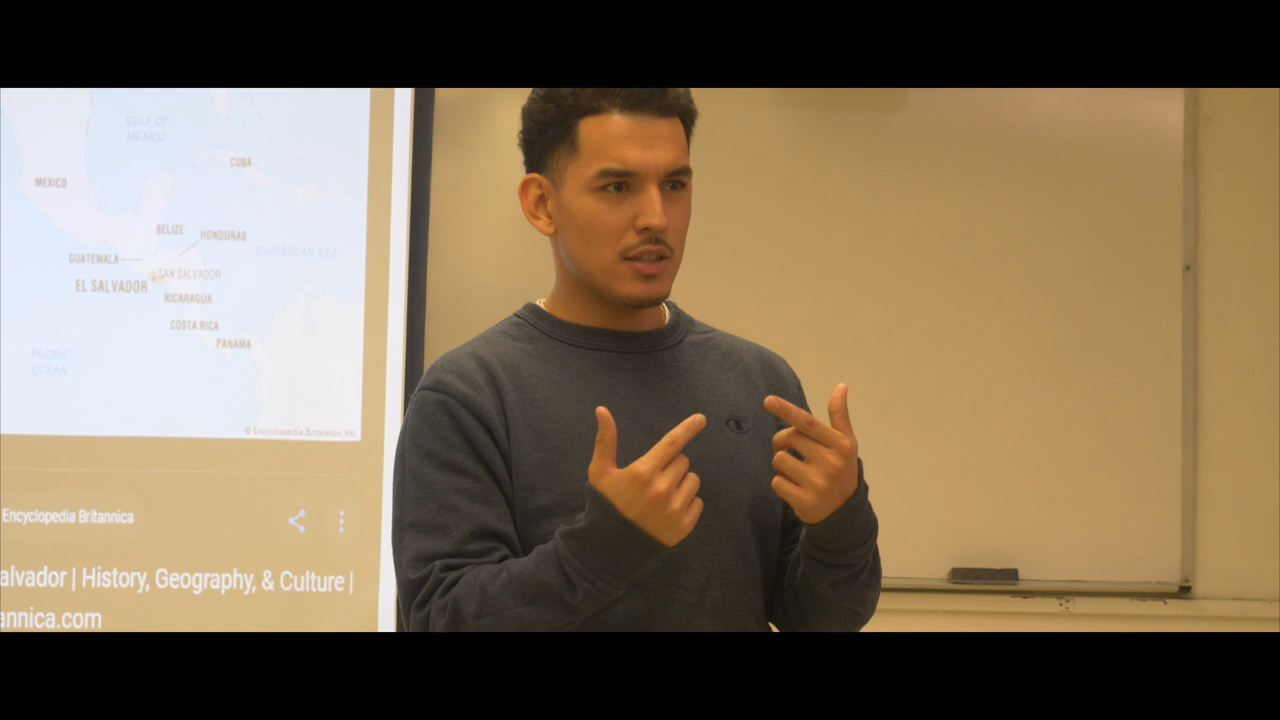 GULF OF
MEXICO
CUBA
MEXICO
BELIZE
HONDURAS
CARIBBEAN SEA
GUATEMALA
SAN SALVADOR
EL SALVADOR
NICARAGUA
COSTA RICA
PANAMA
PACIFIC
OCEAN
© Encyclopædia Britannica, Inc.
Encyclopedia Britannica
alvador | History, Geography, & Culture |
annica.com